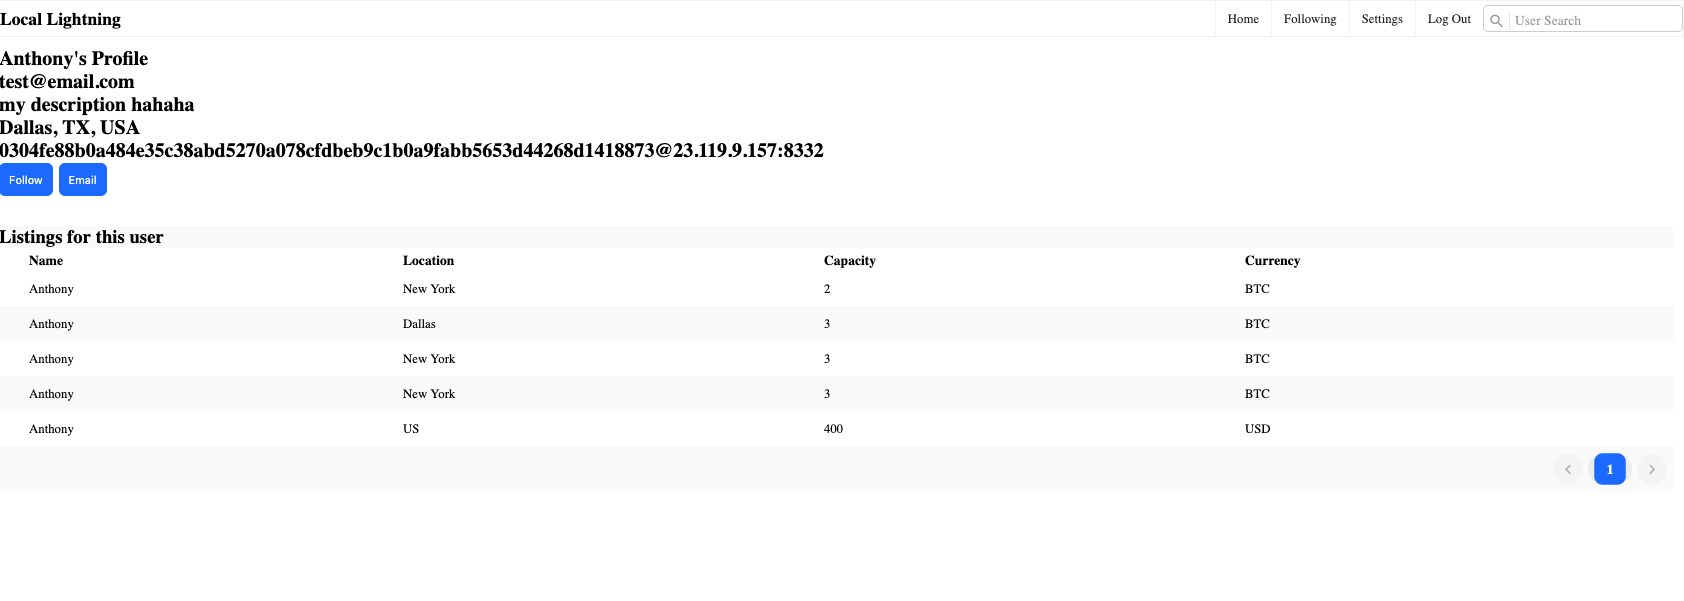 Local Lightning
Home Following Settings Log Out User Search
Anthony's Profile
test@email.com
my description hahaha
Dallas, TX, USA
0304fe88b0a484e35c38abd5270a078cfdbeb9c1b0a9fabb5653d44268d1418873@23.119.9.157:8332
Follow Email
Listings for this user
Name Location Capacity Currency
Anthony New York 2 BTC
Anthony Dallas 3 BTC
Anthony New York 3 BTC
Anthony New York 3 BTC
Anthony US 400 USD
1